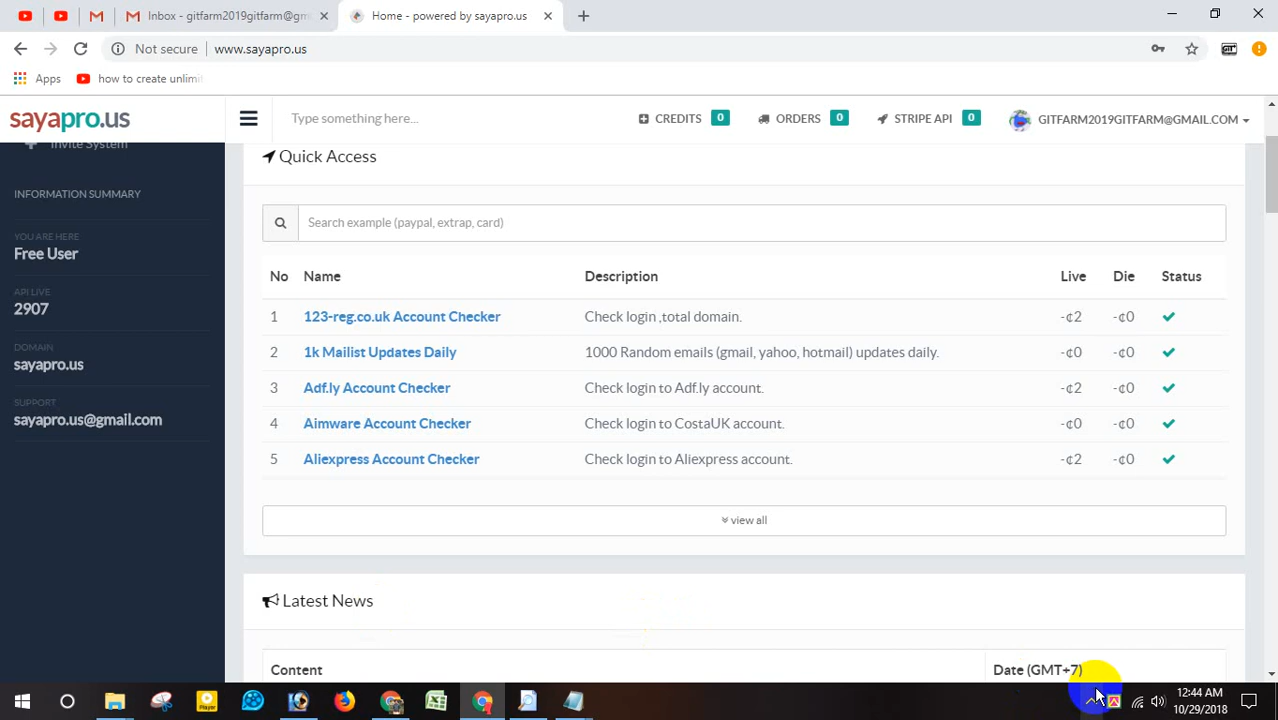 Inbox - gitfarm2019gitfarm@gm
Home - powered by sayapro.us
Not secure
www.sayapro.us
Apps
how to create unlimit
sayapro.us
Type something here...
CREDITS 0
ORDERS 0
STRIPE API 0
GITFARM2019GITFARM@GMAIL.COM
Invite System
INFORMATION SUMMARY
YOU ARE HERE
Free User
API LIVE
2907
DOMAIN
sayapro.us
SUPPORT
sayapro.us@gmail.com
Quick Access
Search example (paypal, extrap, card)
No Name Description Live Die Status
1 123-reg.co.uk Account Checker Check login ,total domain. -¢2 -¢0
2 1k Mailist Updates Daily 1000 Random emails (gmail, yahoo, hotmail) updates daily. -¢0 -¢0
3 Adf.ly Account Checker Check login to Adf.ly account. -¢2 -¢0
4 Aimware Account Checker Check login to CostaUK account. -¢0 -¢0
5 Aliexpress Account Checker Check login to Aliexpress account. -¢2 -¢0
view all
Latest News
Content Date (GMT+7)
Player
12:44 AM
10/29/2018